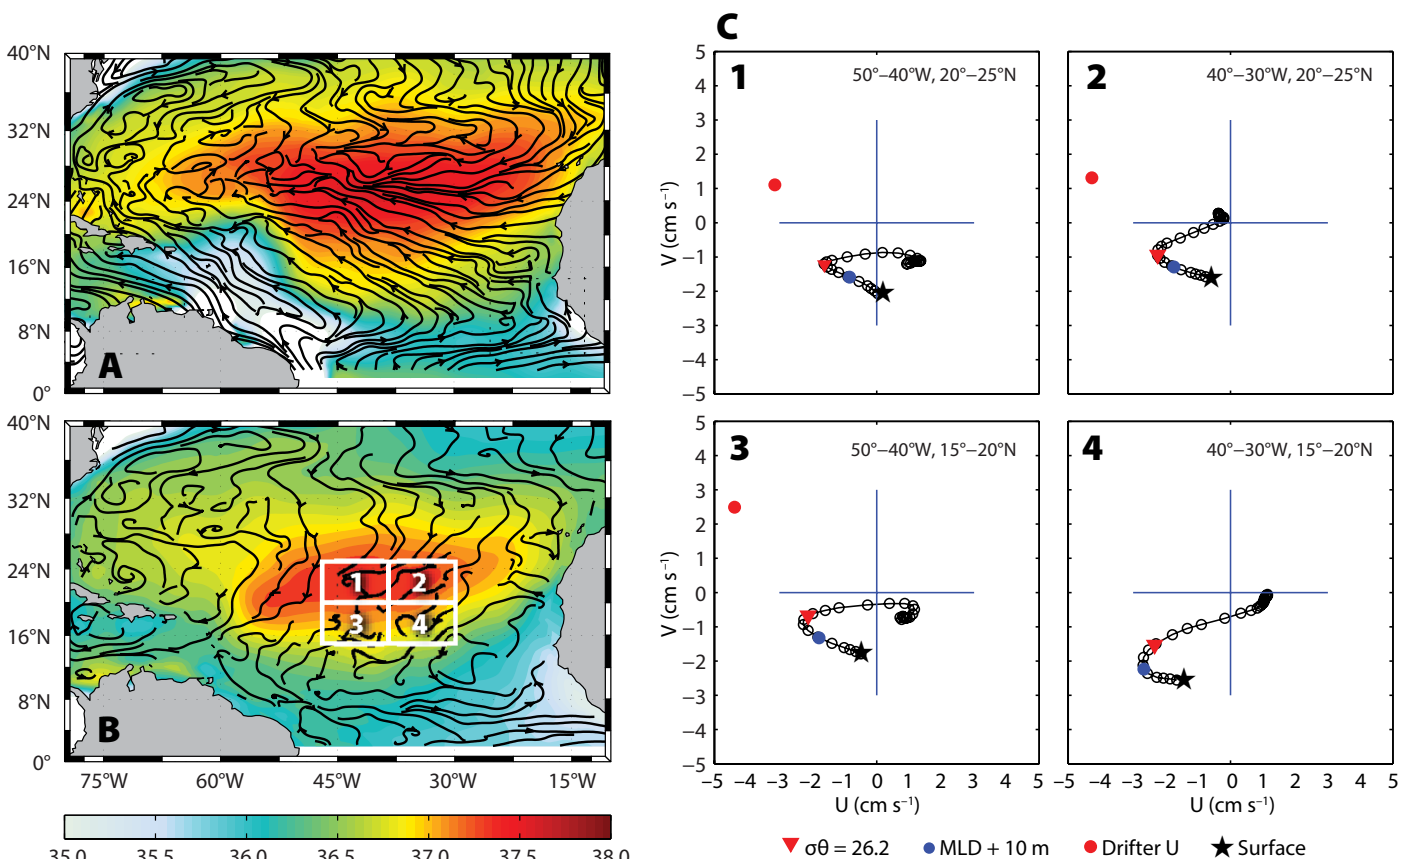 C
40°N
32°N
24°N
16°N
8°N
0°
A
40°N
32°N
24°N
16°N
8°N
0°
B
1
2
3
4
75°W
60°W
45°W
30°W
15°W
35.0
35.5
36.0
36.5
37.0
37.5
38.0
1
50°–40°W, 20°–25°N
5
4
3
2
1
0
−1
−2
−3
−4
−5
V (cm s⁻¹)
2
40°–30°W, 20°–25°N
3
50°–40°W, 15°–20°N
5
4
3
2
1
0
−1
−2
−3
−4
−5
V (cm s⁻¹)
−5 −4 −3 −2 −1 0 1 2 3 4 5
U (cm s⁻¹)
4
40°–30°W, 15°–20°N
−5 −4 −3 −2 −1 0 1 2 3 4 5
U (cm s⁻¹)
σθ = 26.2
MLD + 10 m
Drifter U
Surface